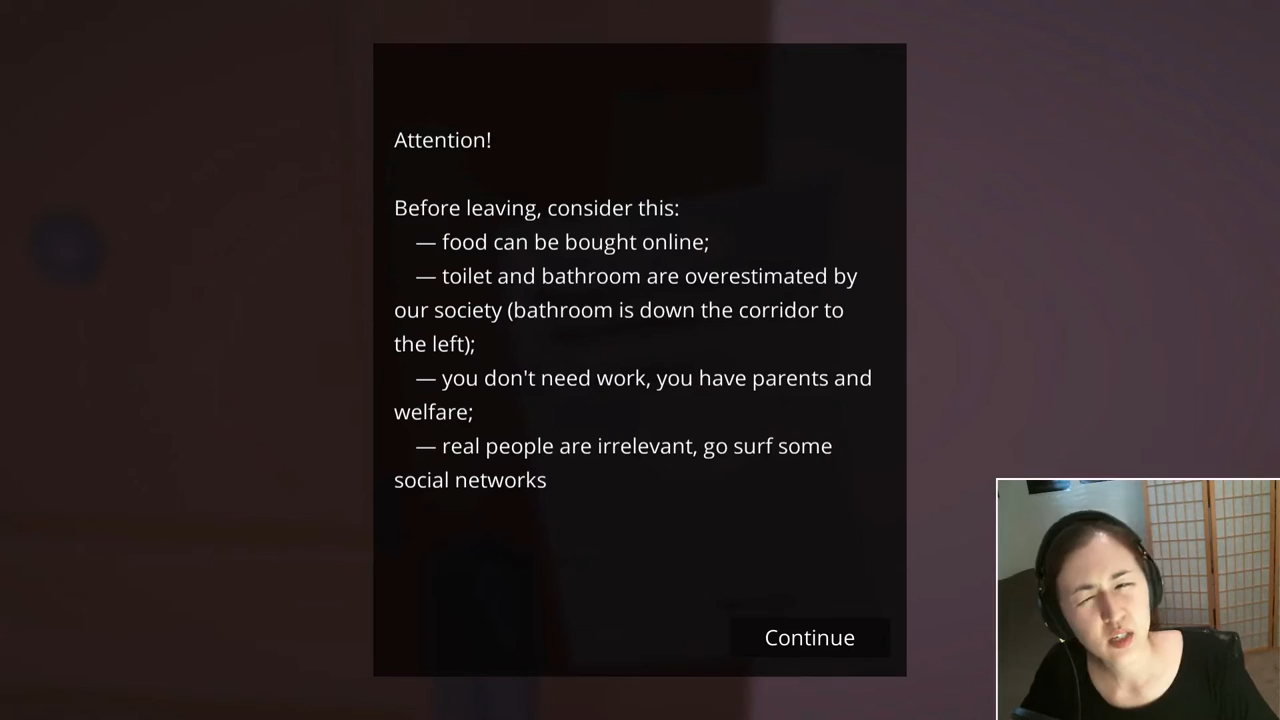 Attention!
Before leaving, consider this:
— food can be bought online;
— toilet and bathroom are overestimated by
our society (bathroom is down the corridor to
the left);
— you don't need work, you have parents and
welfare;
— real people are irrelevant, go surf some
social networks
Continue